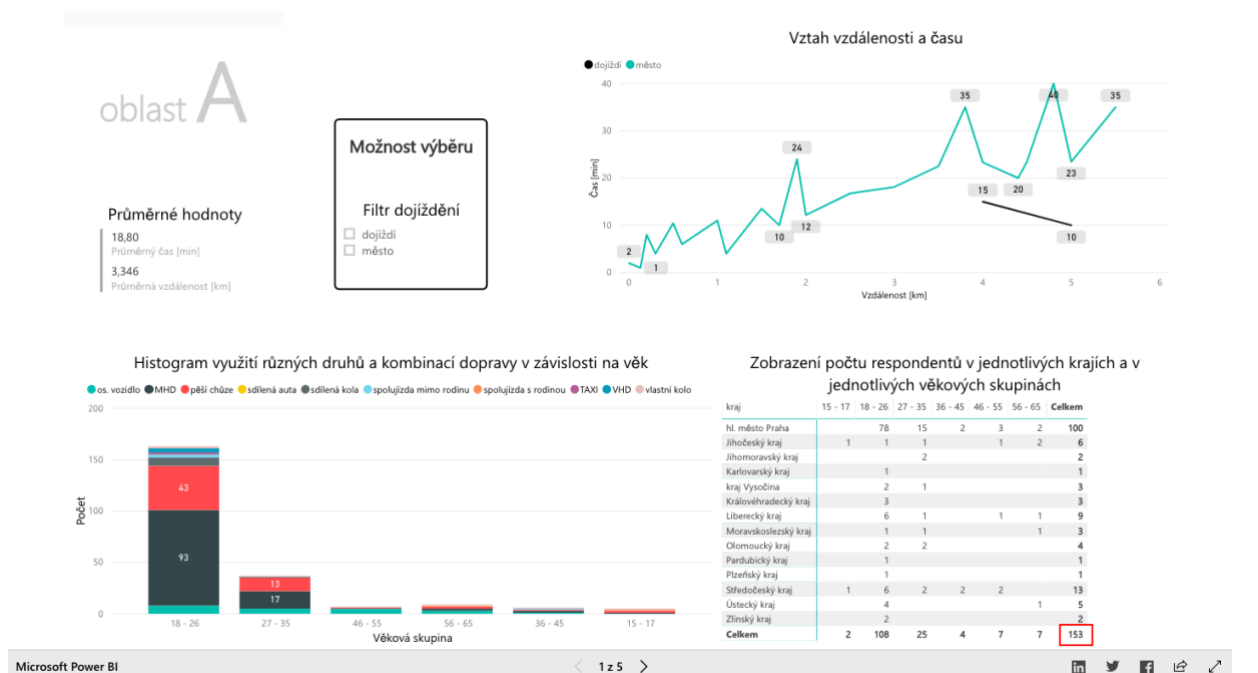 oblast A
Průměrné hodnoty
18,80
Průměrný čas [min]
3,346
Průměrná vzdálenost [km]
Možnost výběru
Filtr dojíždění
dojíždí
město
Vztah vzdálenosti a času
dojíždí město
Čas [min]
40
30
20
10
0
2
1
10
24
12
35
15
20
40
23
10
35
0 1 2 3 4 5 6
Vzdálenost [km]
Histogram využití různých druhů a kombinací dopravy v závislosti na věk
os. vozidlo MHD pěší chůze sdílená auta sdílená kola spolujízda mimo rodinu spolujízda s rodinou TAXI VHD vlastní kolo
Počet
200
150
100
50
0
43
93
13
17
18 - 26 27 - 35 46 - 55 56 - 65 36 - 45 15 - 17
Věková skupina
Zobrazení počtu respondentů v jednotlivých krajích a v
jednotlivých věkových skupinách
kraj 15 - 17 18 - 26 27 - 35 36 - 45 46 - 55 56 - 65 Celkem
hl. město Praha 78 15 2 3 2 100
Jihočeský kraj 1 1 1 1 2 6
Jihomoravský kraj 2 2
Karlovarský kraj 1 1
kraj Vysočina 2 1 3
Královéhradecký kraj 3 3
Liberecký kraj 6 1 1 1 9
Moravskoslezský kraj 1 1 1 3
Olomoucký kraj 2 2 4
Pardubický kraj 1 1
Plzeňský kraj 1 1
Středočeský kraj 1 6 2 2 2 13
Ústecký kraj 4 1 5
Zlínský kraj 2 2
Celkem 2 108 25 4 7 7 153
Microsoft Power BI
1 z 5